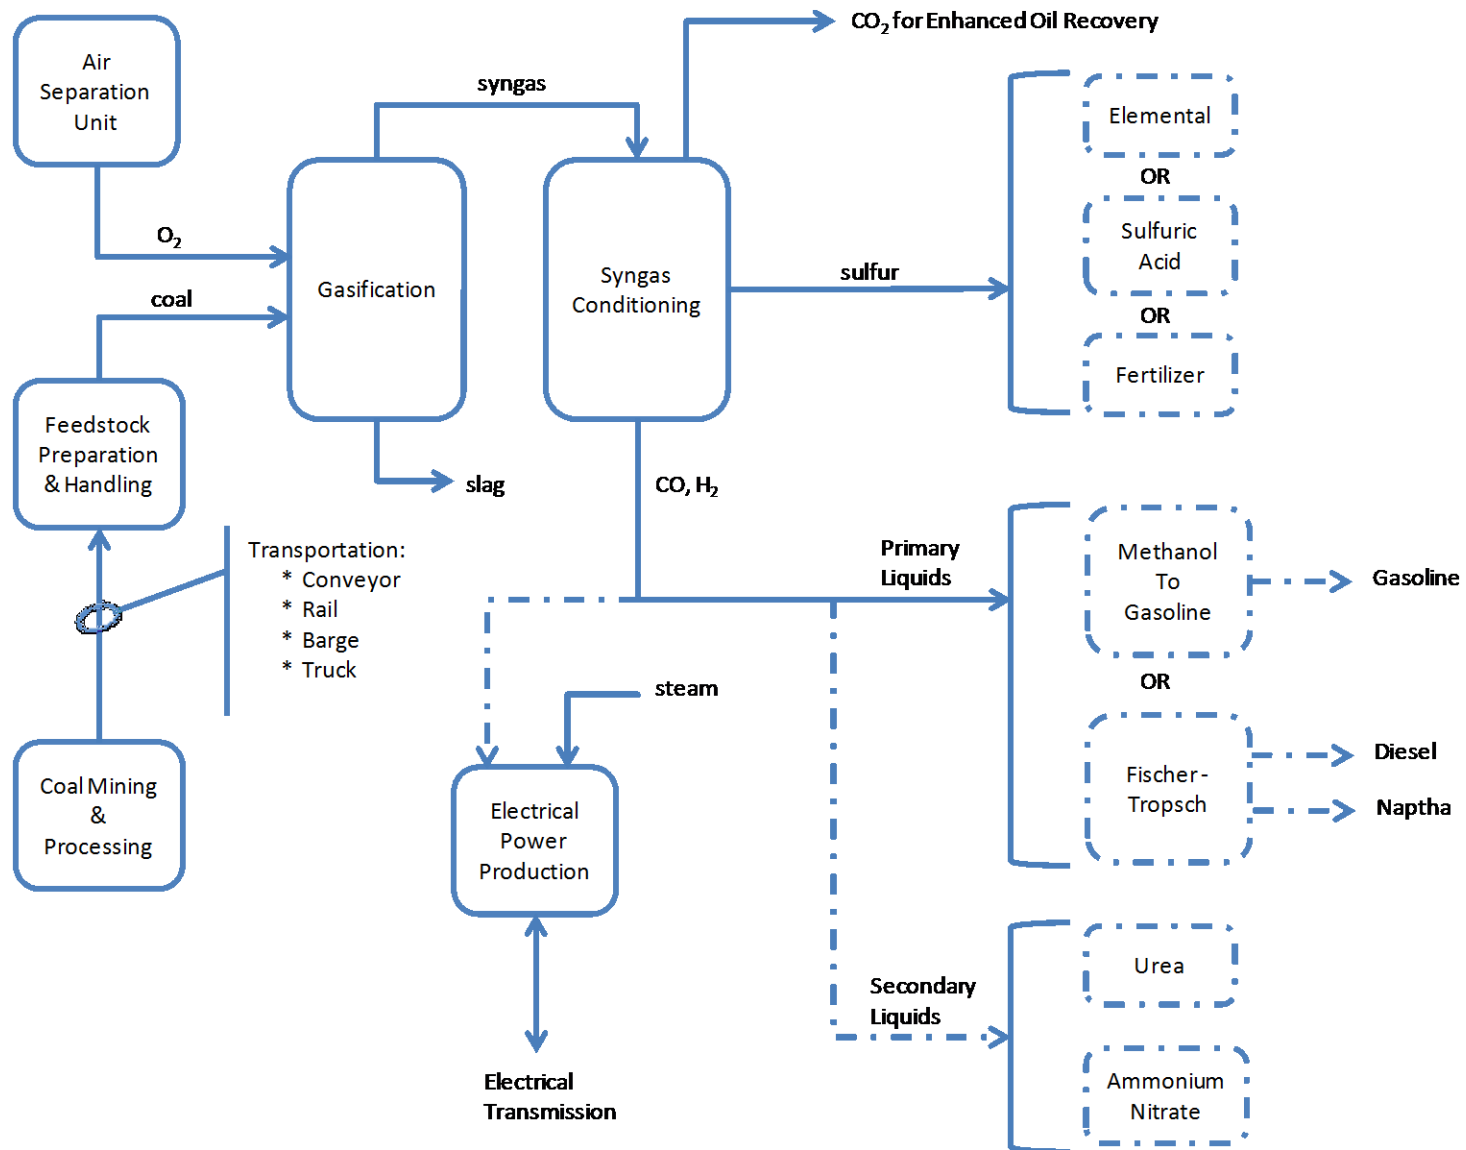 Air
Separation
Unit
O₂
coal
Feedstock
Preparation
& Handling
Transportation:
* Conveyor
* Rail
* Barge
* Truck
Coal Mining
&
Processing
syngas
Gasification
slag
Syngas
Conditioning
CO₂ for Enhanced Oil Recovery
sulfur
Elemental
OR
Sulfuric
Acid
OR
Fertilizer
CO, H₂
Primary
Liquids
Methanol
To
Gasoline
Gasoline
OR
Fischer-
Tropsch
Diesel
Naptha
steam
Electrical
Power
Production
Electrical
Transmission
Secondary
Liquids
Urea
Ammonium
Nitrate